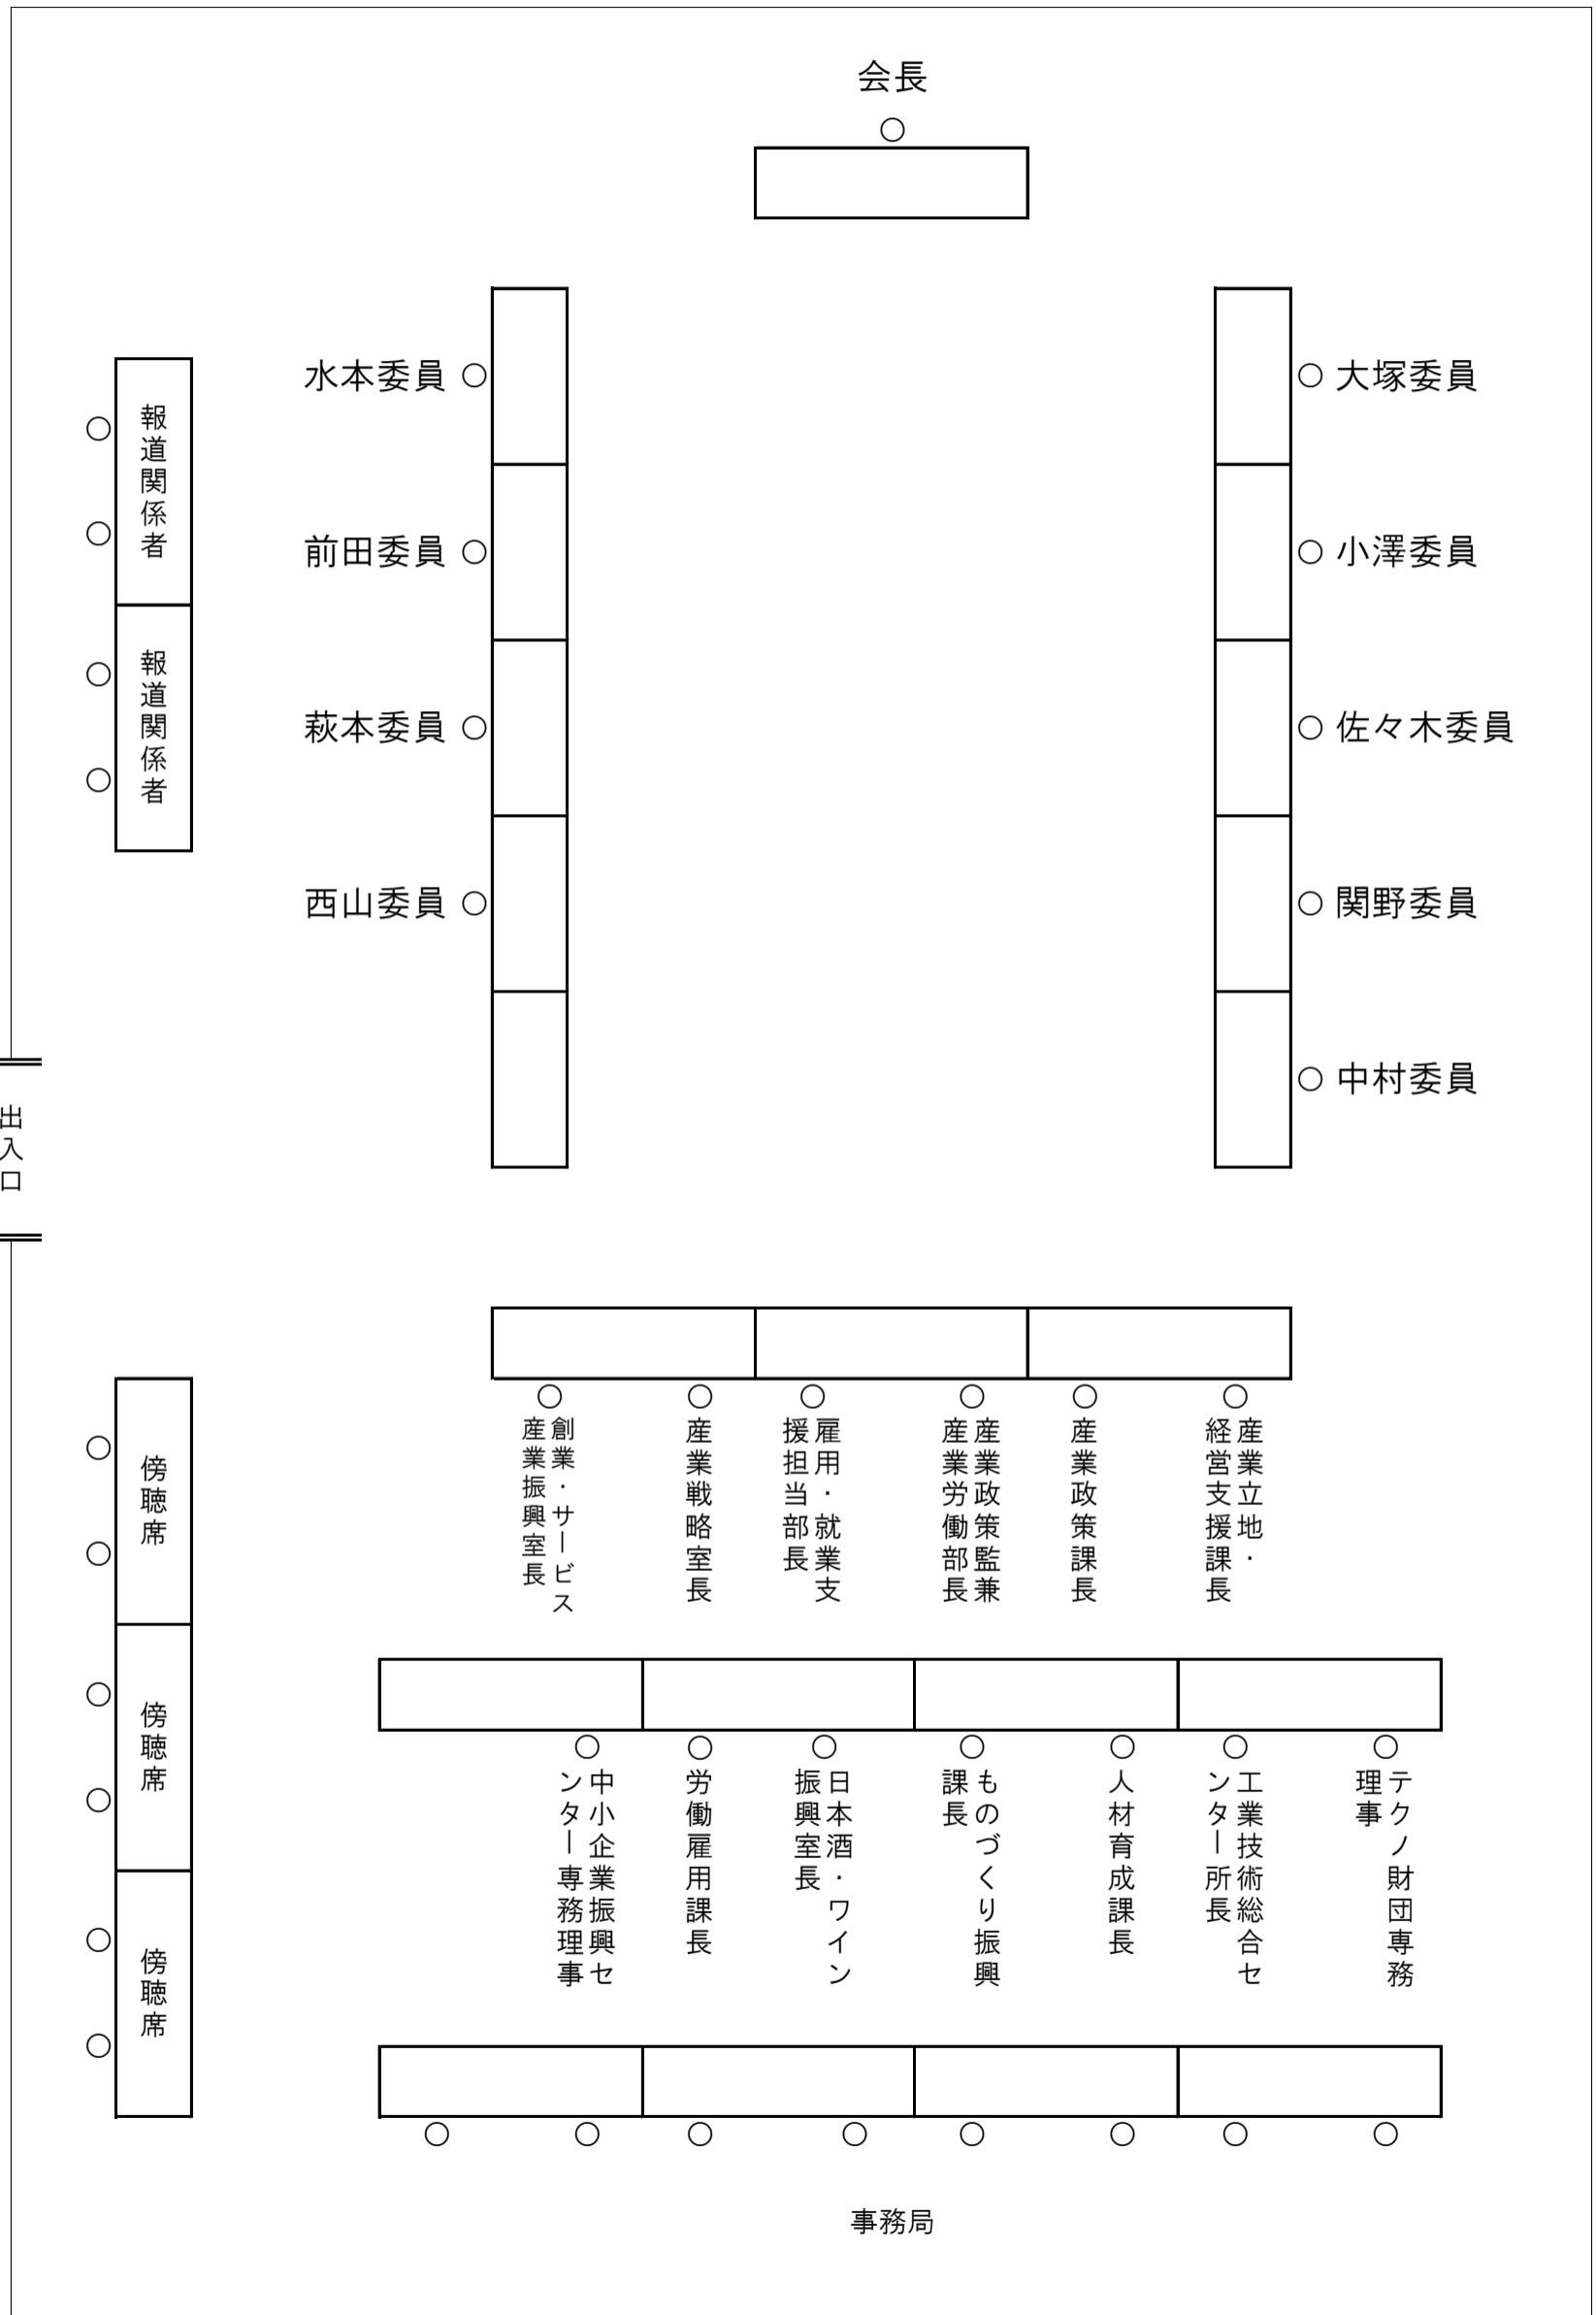 会長
水本委員
大塚委員
報道関係者
前田委員
小澤委員
報道関係者
萩本委員
佐々木委員
西山委員
関野委員
中村委員
出入口
創業・サービス
産業振興室長
産業戦略室長
雇用・就業支
援担当部長
産業政策監兼
産業労働部長
産業政策課長
産業立地・
経営支援課長
傍聴席
傍聴席
傍聴席
中小企業振興セ
ンター専務理事
労働雇用課長
日本酒・ワイン
振興室長
ものづくり振興
課長
人材育成課長
工業技術総合セ
ンター所長
テクノ財団専務
理事
事務局